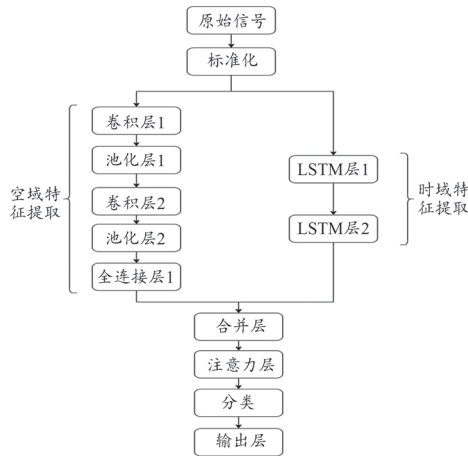 原始信号
标准化
空域特
征提取
卷积层1
池化层1
卷积层2
池化层2
全连接层1
LSTM层1
LSTM层2
时域特
征提取
合并层
注意力层
分类
输出层